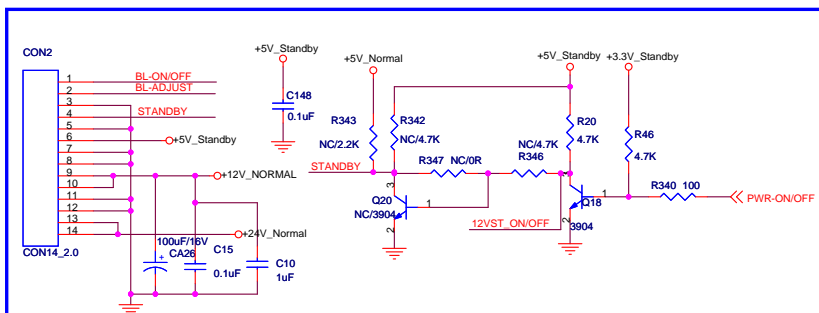 CON2
1
2
3
4
5
6
7
8
9
10
11
12
13
14
CON14_2.0
BL-ON/OFF
BL-ADJUST
STANDBY
+5V_Standby
+12V_NORMAL
+24V_Normal
100uF/16V
+
CA26
C15
0.1uF
C10
1uF
+5V_Standby
C148
0.1uF
+5V_Normal
+5V_Standby
+3.3V_Standby
R343
NC/2.2K
R342
NC/4.7K
R20
4.7K
R46
4.7K
STANDBY
R347
NC/0R
NC/4.7K
R346
R340
100
PWR-ON/OFF
3
Q20
NC/3904
1
2
12VST_ON/OFF
Q18
3904
1
2